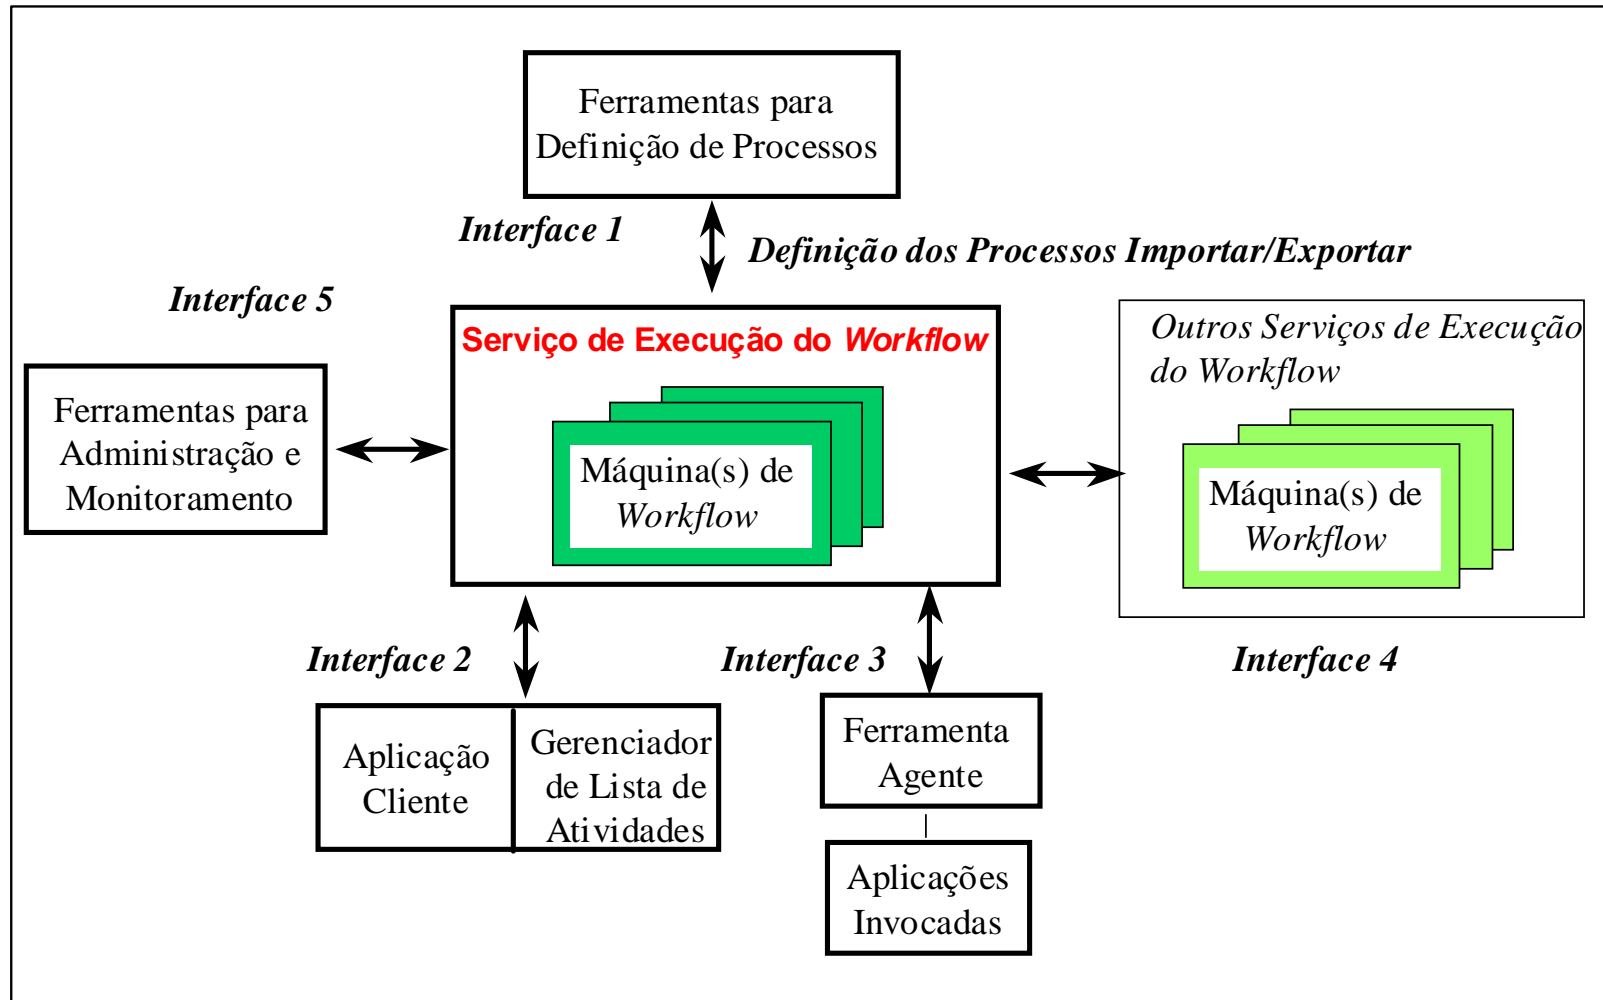 Ferramentas para
Definição de Processos
Interface 1
Definição dos Processos Importar/Exportar
Interface 5
Serviço de Execução do Workflow
Outros Serviços de Execução
do Workflow
Ferramentas para
Administração e
Monitoramento
Máquina(s) de
Workflow
Máquina(s) de
Workflow
Interface 2
Interface 3
Interface 4
Aplicação
Cliente
Gerenciador
de Lista de
Atividades
Ferramenta
Agente
Aplicações
Invocadas